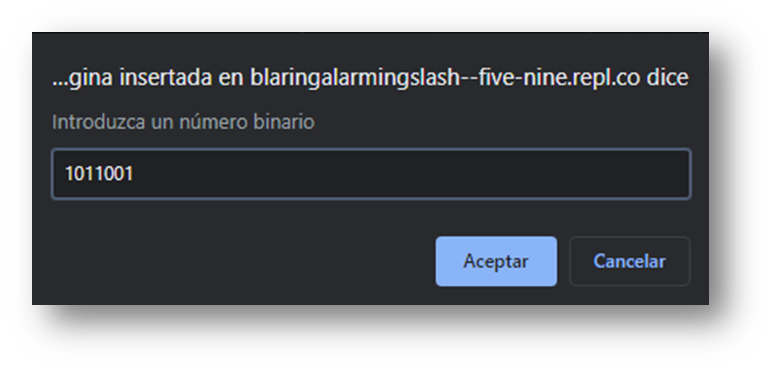 ...gina insertada en blaringalarmingslash--five-nine.repl.co dice
Introduzca un número binario
1011001
Aceptar
Cancelar